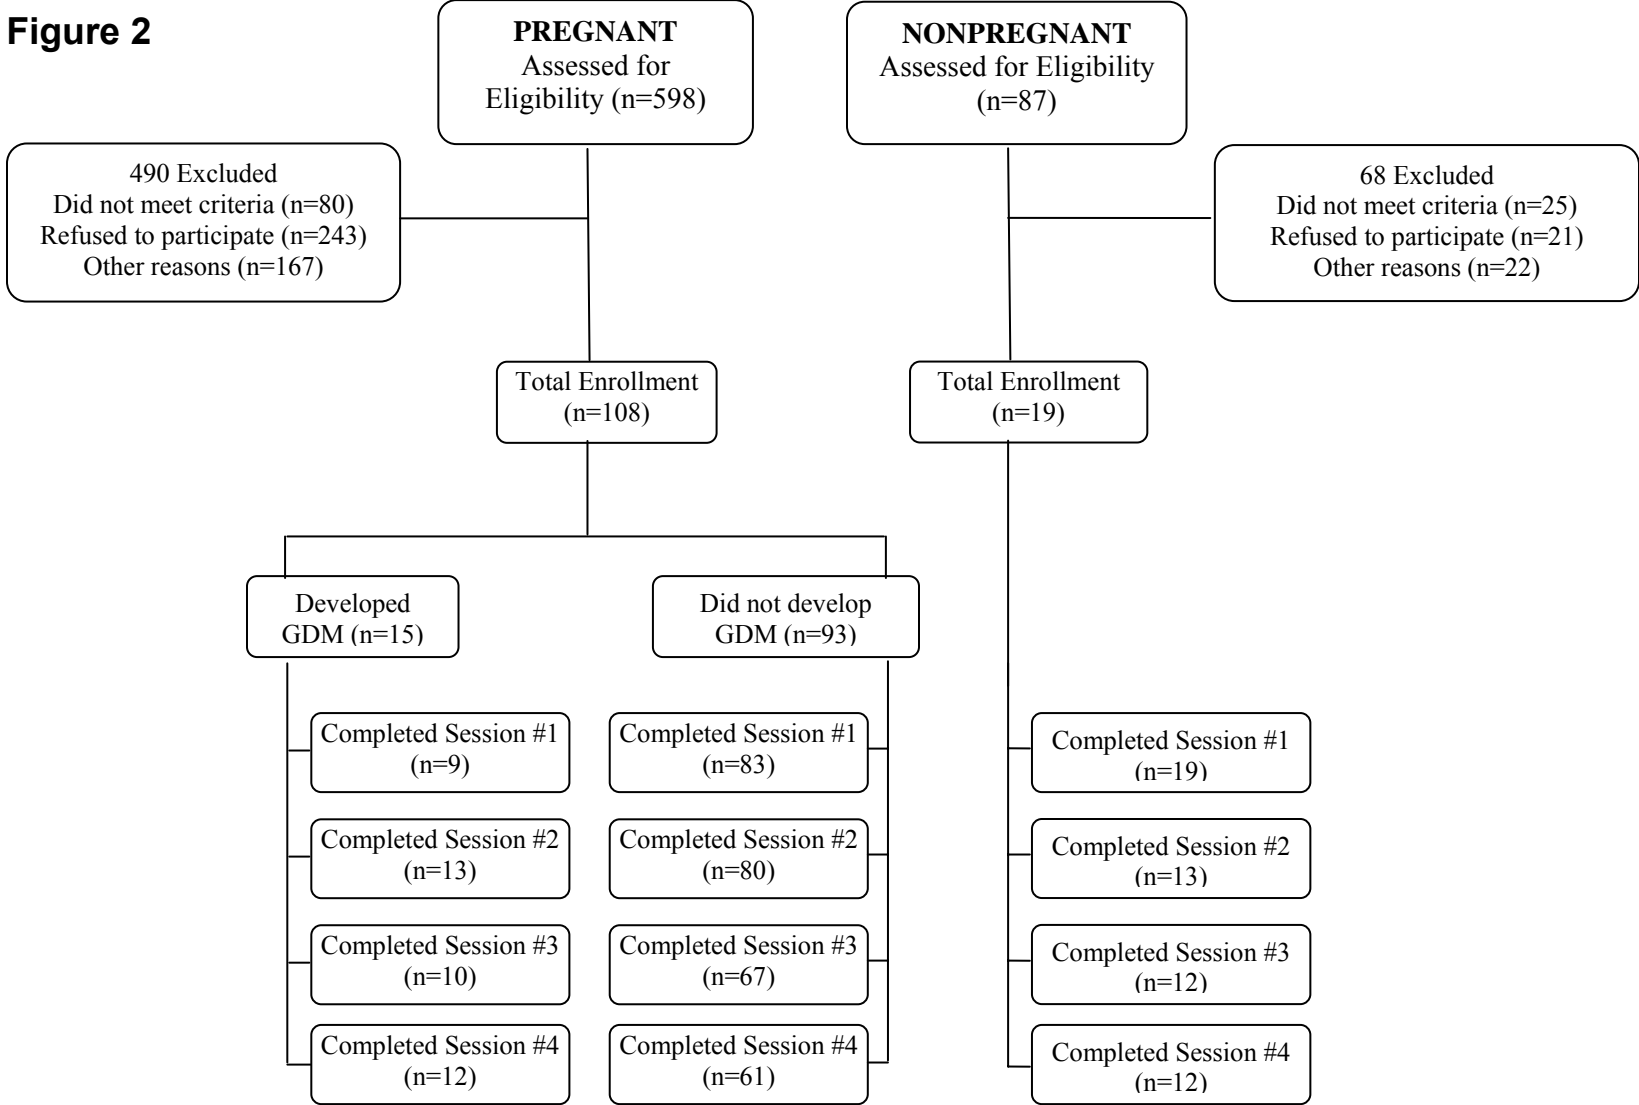 Figure 2
PREGNANT
Assessed for
Eligibility (n=598)
NONPREGNANT
Assessed for Eligibility
(n=87)
490 Excluded
Did not meet criteria (n=80)
Refused to participate (n=243)
Other reasons (n=167)
68 Excluded
Did not meet criteria (n=25)
Refused to participate (n=21)
Other reasons (n=22)
Total Enrollment
(n=108)
Total Enrollment
(n=19)
Developed
GDM (n=15)
Did not develop
GDM (n=93)
Completed Session #1
(n=9)
Completed Session #1
(n=83)
Completed Session #1
(n=19)
Completed Session #2
(n=13)
Completed Session #2
(n=80)
Completed Session #2
(n=13)
Completed Session #3
(n=10)
Completed Session #3
(n=67)
Completed Session #3
(n=12)
Completed Session #4
(n=12)
Completed Session #4
(n=61)
Completed Session #4
(n=12)